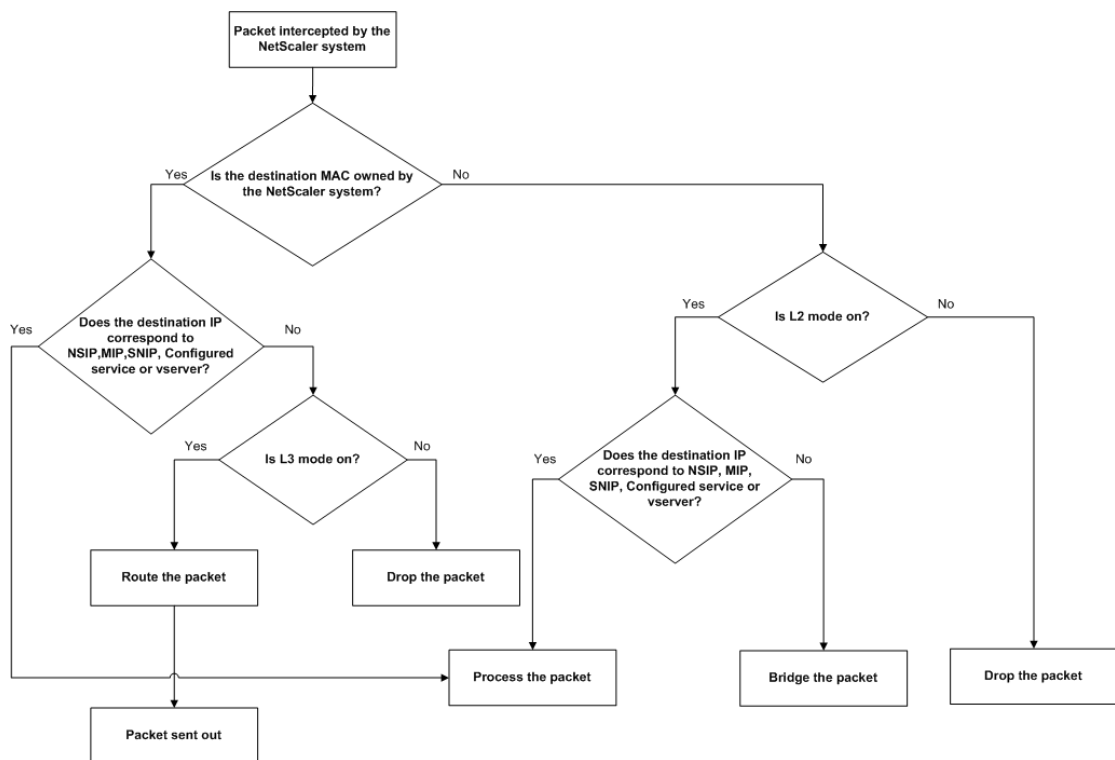 Packet intercepted by the
NetScaler system
Is the destination MAC owned by
the NetScaler system?
Yes
No
Does the destination IP
correspond to
NSIP,MIP,SNIP, Configured
service or vserver?
Yes
No
Is L2 mode on?
Yes
No
Is L3 mode on?
Yes
No
Does the destination IP
correspond to NSIP, MIP,
SNIP, Configured service or
vserver?
Yes
No
Route the packet
Drop the packet
Process the packet
Bridge the packet
Drop the packet
Packet sent out